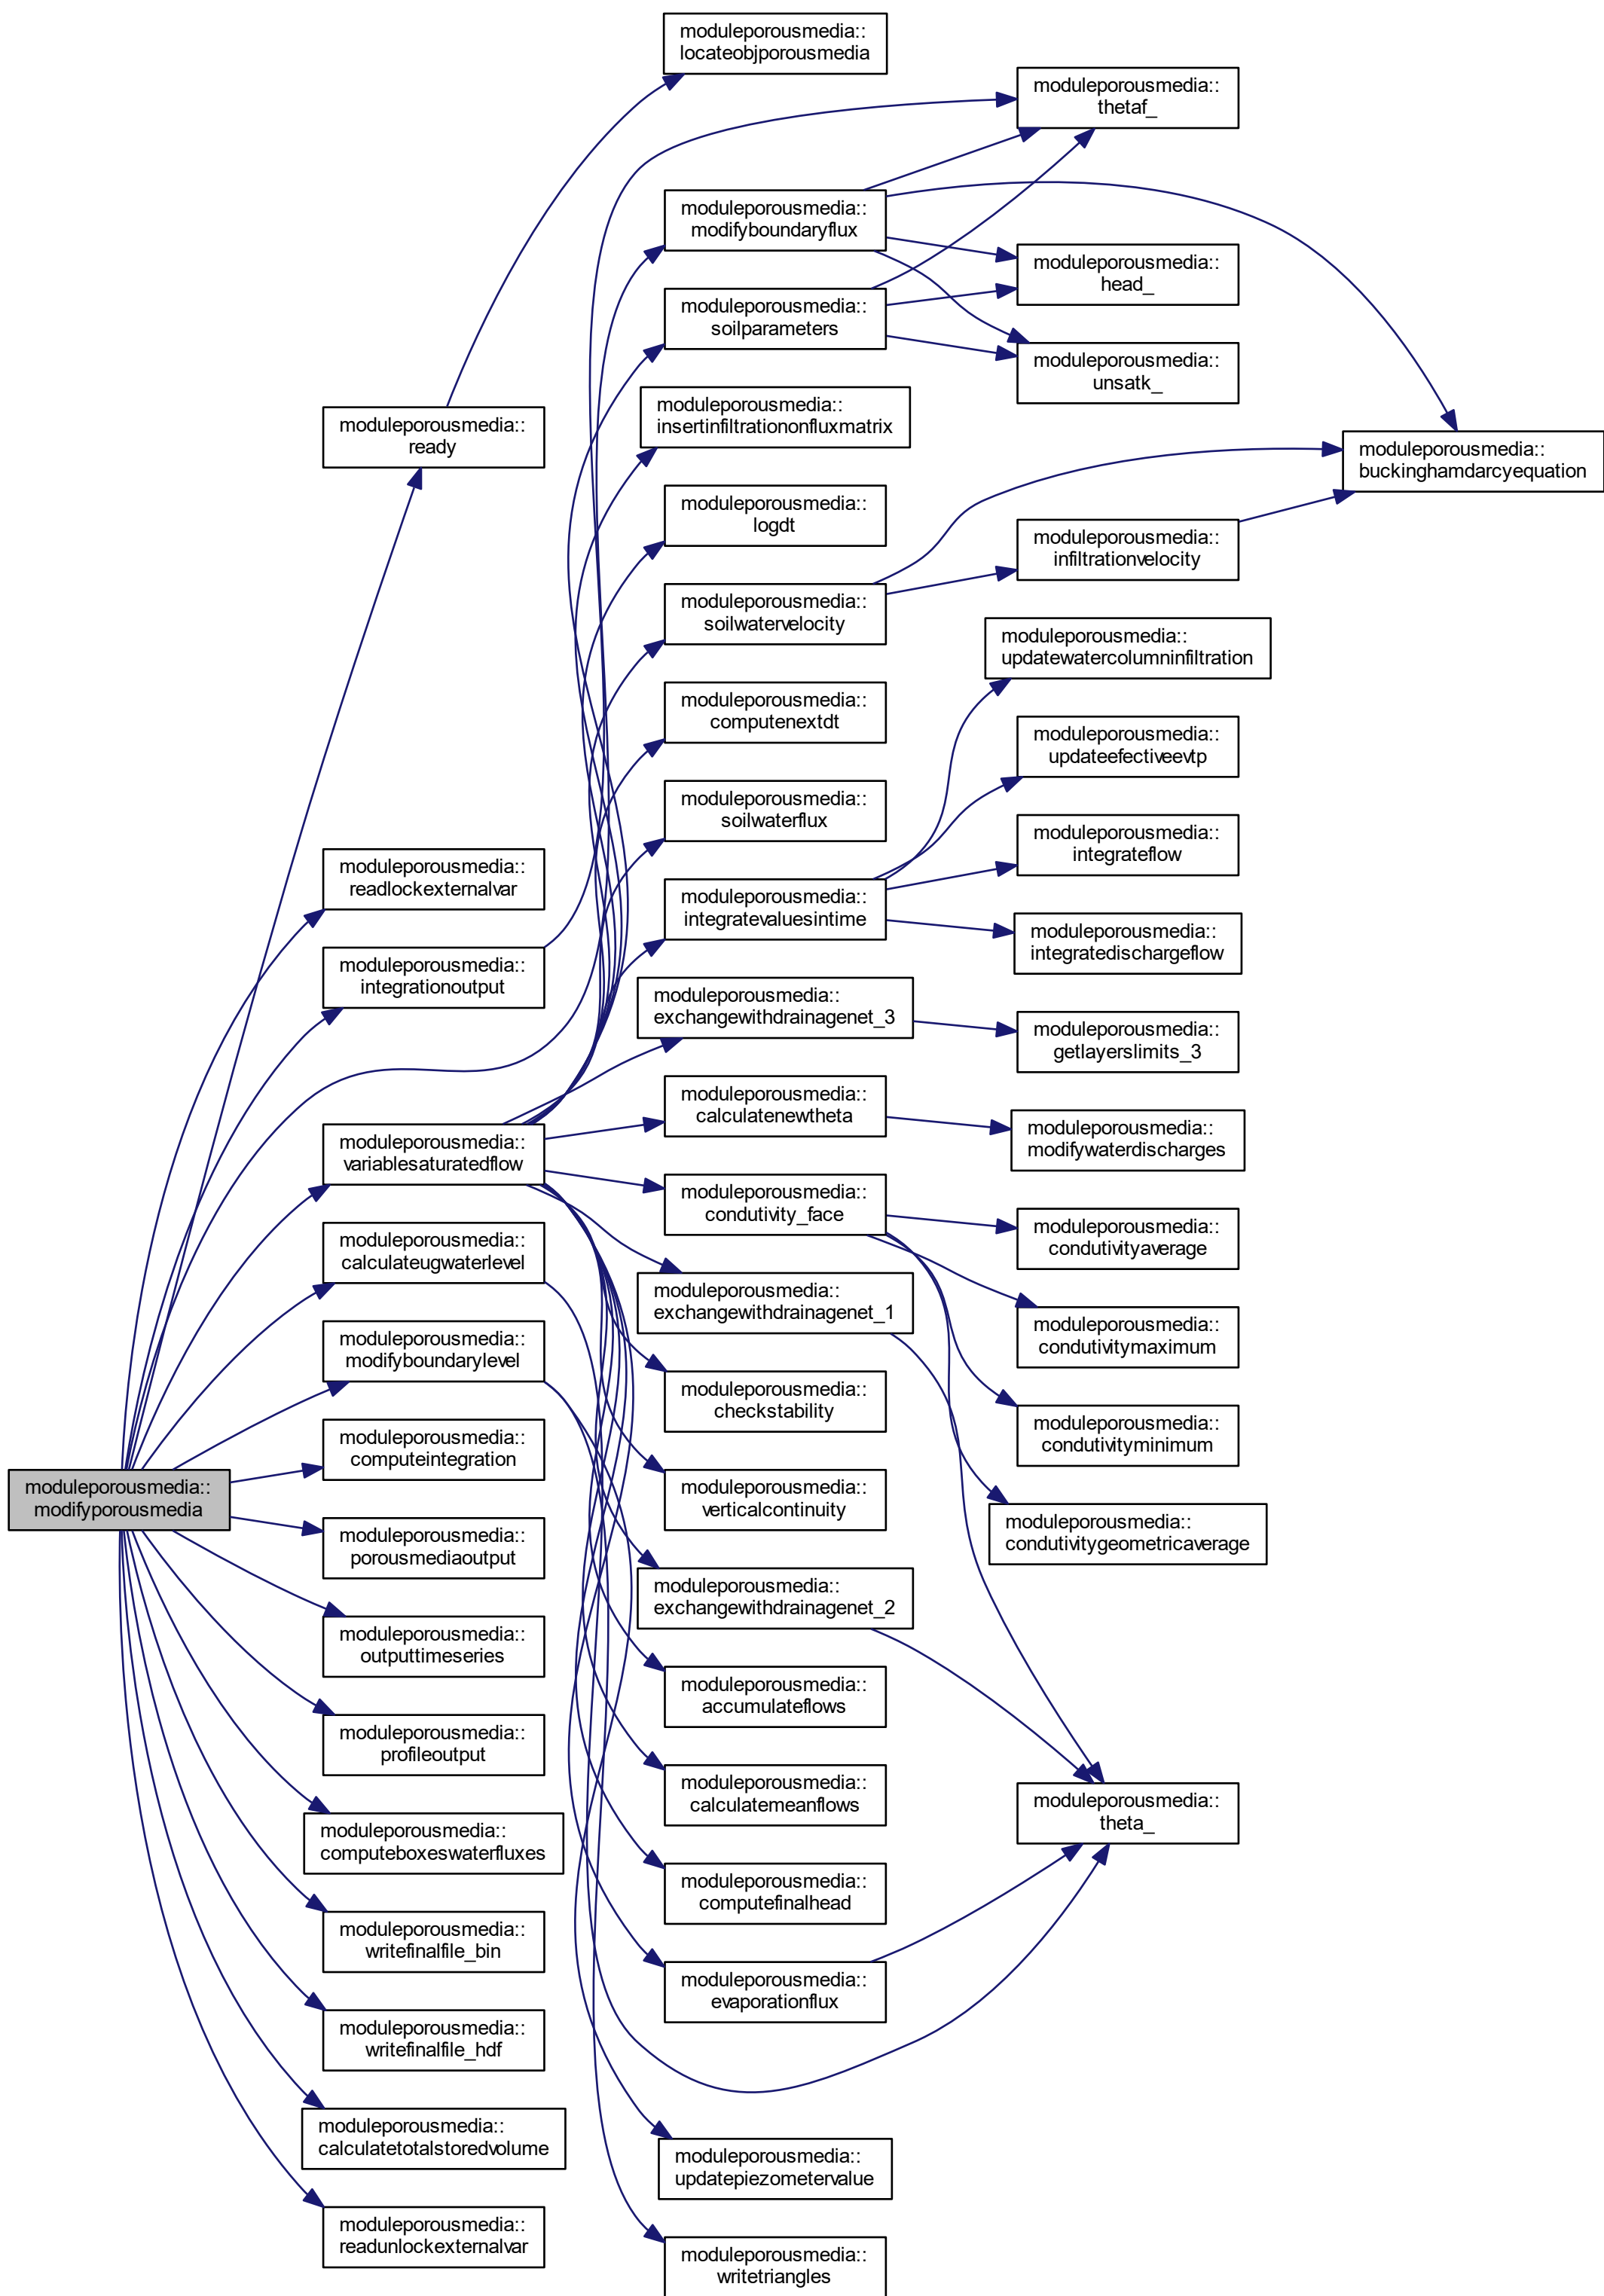 moduleporousmedia::
modifyporousmedia
moduleporousmedia::
ready
moduleporousmedia::
readlockexternalvar
moduleporousmedia::
integrationoutput
moduleporousmedia::
variablesaturatedflow
moduleporousmedia::
calculateugwaterlevel
moduleporousmedia::
modifyboundarylevel
moduleporousmedia::
computeintegration
moduleporousmedia::
porousmediaoutput
moduleporousmedia::
outputtimeseries
moduleporousmedia::
profileoutput
moduleporousmedia::
computeboxeswaterfluxes
moduleporousmedia::
writefinalfile_bin
moduleporousmedia::
writefinalfile_hdf
moduleporousmedia::
calculatetotalstoredvolume
moduleporousmedia::
readunlockexternalvar
moduleporousmedia::
locateobjporousmedia
moduleporousmedia::
modifyboundaryflux
moduleporousmedia::
soilparameters
moduleporousmedia::
insertinfiltrationonfluxmatrix
moduleporousmedia::
logdt
moduleporousmedia::
soilwatervelocity
moduleporousmedia::
computenextdt
moduleporousmedia::
soilwaterflux
moduleporousmedia::
integratevaluesintime
moduleporousmedia::
exchangewithdrainagenet_3
moduleporousmedia::
calculatenewtheta
moduleporousmedia::
condutivity_face
moduleporousmedia::
exchangewithdrainagenet_1
moduleporousmedia::
checkstability
moduleporousmedia::
verticalcontinuity
moduleporousmedia::
exchangewithdrainagenet_2
moduleporousmedia::
accumulateflows
moduleporousmedia::
calculatemeanflows
moduleporousmedia::
computefinalhead
moduleporousmedia::
evaporationflux
moduleporousmedia::
updatepiezometervalue
moduleporousmedia::
writetriangles
moduleporousmedia::
thetaf_
moduleporousmedia::
head_
moduleporousmedia::
unsatk_
moduleporousmedia::
infiltrationvelocity
moduleporousmedia::
updatewatercolumninfiltration
moduleporousmedia::
updateefectiveevtp
moduleporousmedia::
integrateflow
moduleporousmedia::
integratedischargeflow
moduleporousmedia::
getlayerslimits_3
moduleporousmedia::
modifywaterdischarges
moduleporousmedia::
condutivityaverage
moduleporousmedia::
condutivitymaximum
moduleporousmedia::
condutivityminimum
moduleporousmedia::
condutivitygeometricaverage
moduleporousmedia::
theta_
moduleporousmedia::
buckinghamdarcyequation